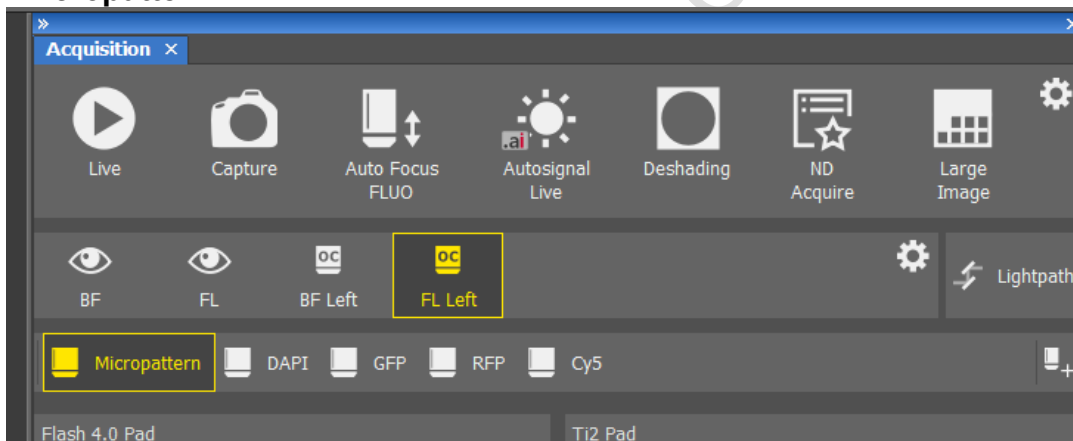 Acquisition
Live
Capture
Auto Focus
FLUO
.ai
Autosignal
Live
Deshading
ND
Acquire
Large
Image
BF
FL
OC
BF Left
OC
FL Left
Lightpath
Micropattern
DAPI
GFP
RFP
Cy5
Flash 4.0 Pad
Ti2 Pad